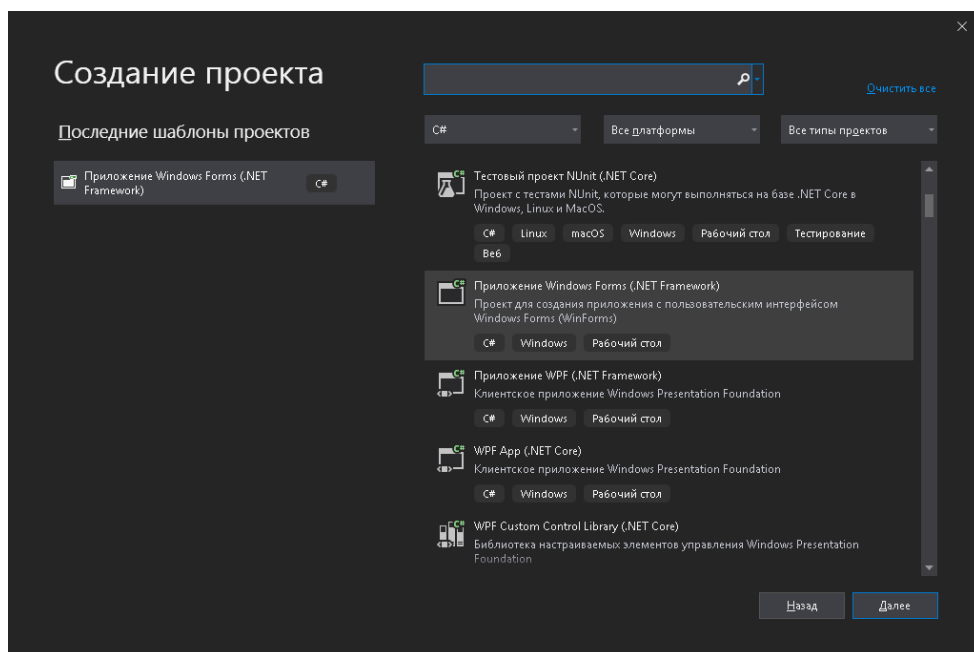 Создание проекта
Очистить все
Последние шаблоны проектов
C#
Все платформы
Все типы проектов
Приложение Windows Forms (.NET
Framework)
C#
Тестовый проект NUnit (.NET Core)
Проект с тестами NUnit, которые могут выполняться на базе .NET Core в
Windows, Linux и MacOS.
C# Linux macOS Windows Рабочий стол Тестирование
Веб
Приложение Windows Forms (.NET Framework)
Проект для создания приложения с пользовательским интерфейсом
Windows Forms (WinForms)
C# Windows Рабочий стол
Приложение WPF (.NET Framework)
Клиентское приложение Windows Presentation Foundation
C# Windows Рабочий стол
WPF App (.NET Core)
Клиентское приложение Windows Presentation Foundation
C# Windows Рабочий стол
WPF Custom Control Library (.NET Core)
Библиотека настраиваемых элементов управления Windows Presentation
Foundation
Назад
Далее